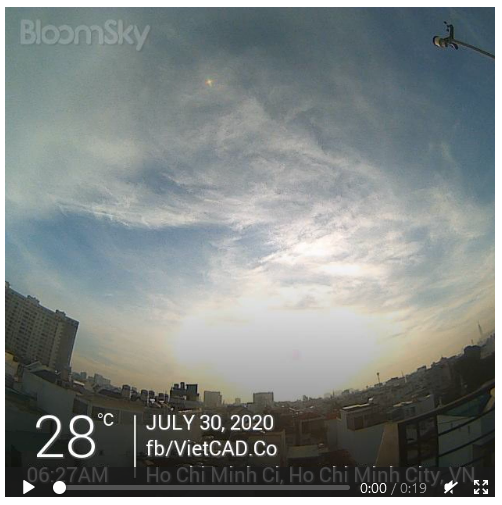 BloomSky
28 °C
JULY 30, 2020
fb/VietCAD.Co
06:27AM
Ho Chi Minh Ci, Ho Chi Minh City, VN
0:00 / 0:19